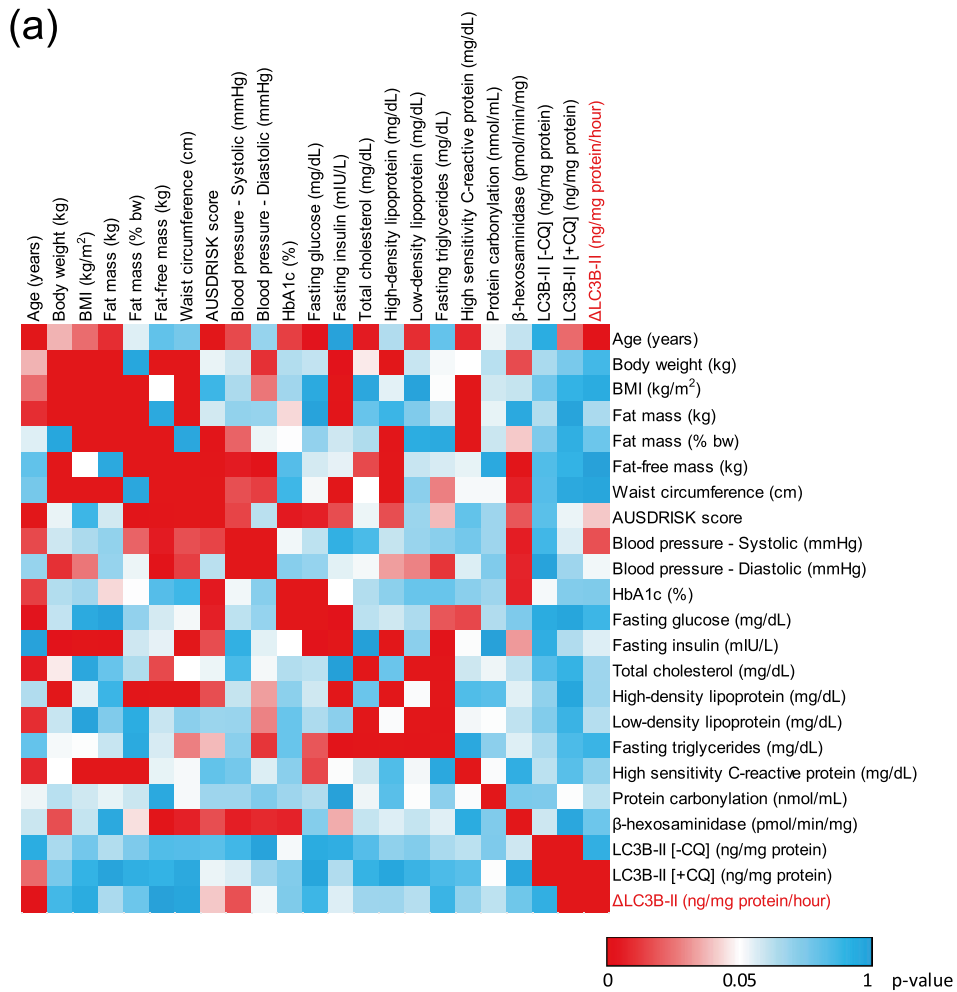 (a)
Age (years)
Body weight (kg)
BMI (kg/m²)
Fat mass (kg)
Fat mass (% bw)
Fat-free mass (kg)
Waist circumference (cm)
AUSDRISK score
Blood pressure - Systolic (mmHg)
Blood pressure - Diastolic (mmHg)
HbA1c (%)
Fasting glucose (mg/dL)
Fasting insulin (mIU/L)
Total cholesterol (mg/dL)
High-density lipoprotein (mg/dL)
Low-density lipoprotein (mg/dL)
Fasting triglycerides (mg/dL)
High sensitivity C-reactive protein (mg/dL)
Protein carbonylation (nmol/mL)
β-hexosaminidase (pmol/min/mg)
LC3B-II [-CQ] (ng/mg protein)
LC3B-II [+CQ] (ng/mg protein)
ΔLC3B-II (ng/mg protein/hour)
Age (years)
Body weight (kg)
BMI (kg/m²)
Fat mass (kg)
Fat mass (% bw)
Fat-free mass (kg)
Waist circumference (cm)
AUSDRISK score
Blood pressure - Systolic (mmHg)
Blood pressure - Diastolic (mmHg)
HbA1c (%)
Fasting glucose (mg/dL)
Fasting insulin (mIU/L)
Total cholesterol (mg/dL)
High-density lipoprotein (mg/dL)
Low-density lipoprotein (mg/dL)
Fasting triglycerides (mg/dL)
High sensitivity C-reactive protein (mg/dL)
Protein carbonylation (nmol/mL)
β-hexosaminidase (pmol/min/mg)
LC3B-II [-CQ] (ng/mg protein)
LC3B-II [+CQ] (ng/mg protein)
ΔLC3B-II (ng/mg protein/hour)
0 0.05 1 p-value